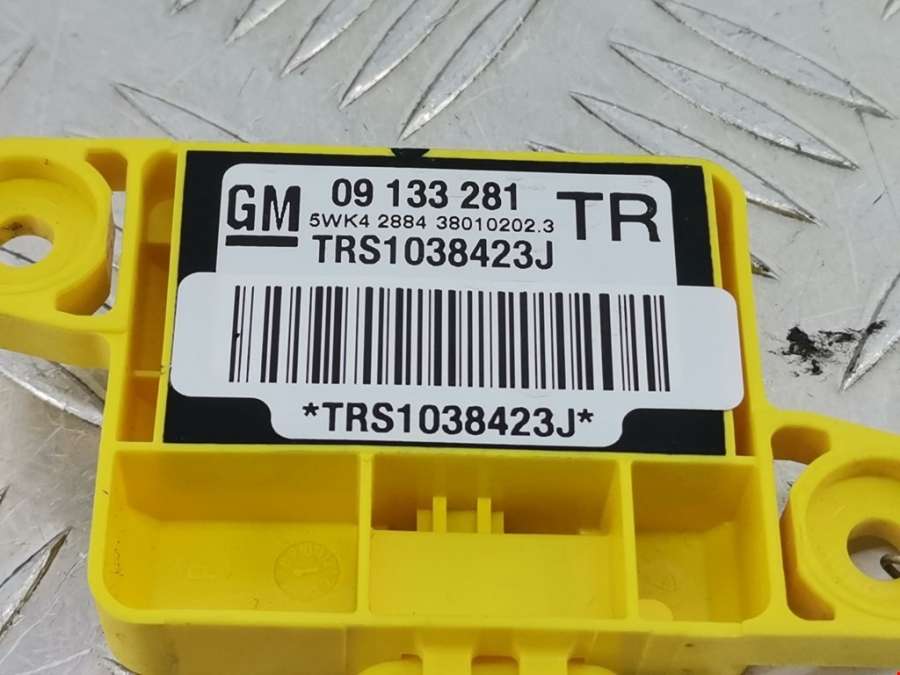 GM 09 133 281 TR
5WK4 2884 38010202.3
TRS1038423J
*TRS1038423J*